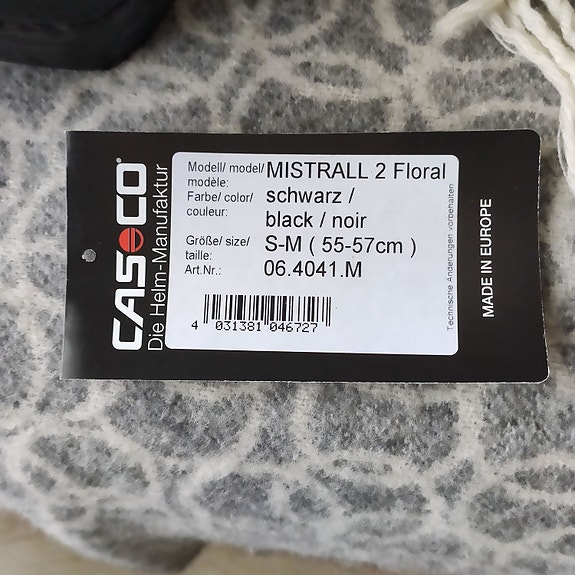 CASCO
Die Helm-Manufaktur
Modell/ model/ MISTRALL 2 Floral
modèle:
Farbe/ color/ schwarz /
couleur: black / noir
Größe/ size/ S-M ( 55-57cm )
taille:
Art.Nr.: 06.4041.M
4 031381 046727
Technische Änderungen vorbehalten
MADE IN EUROPE